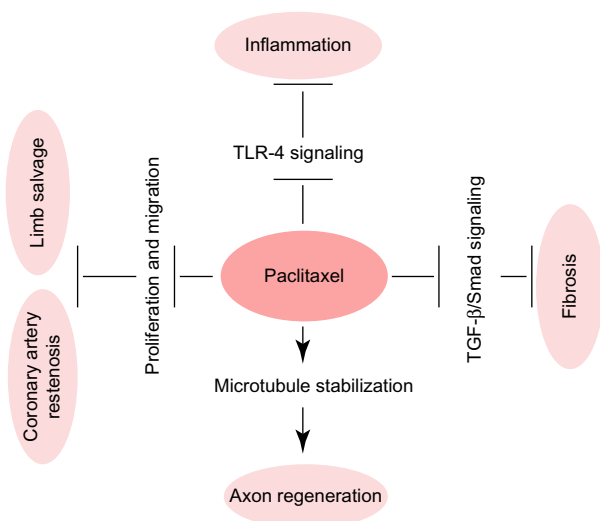 Inflammation
TLR-4 signaling
Limb salvage
Coronary artery
restenosis
Proliferation and migration
Paclitaxel
TGF-β/Smad signaling
Fibrosis
Microtubule stabilization
Axon regeneration